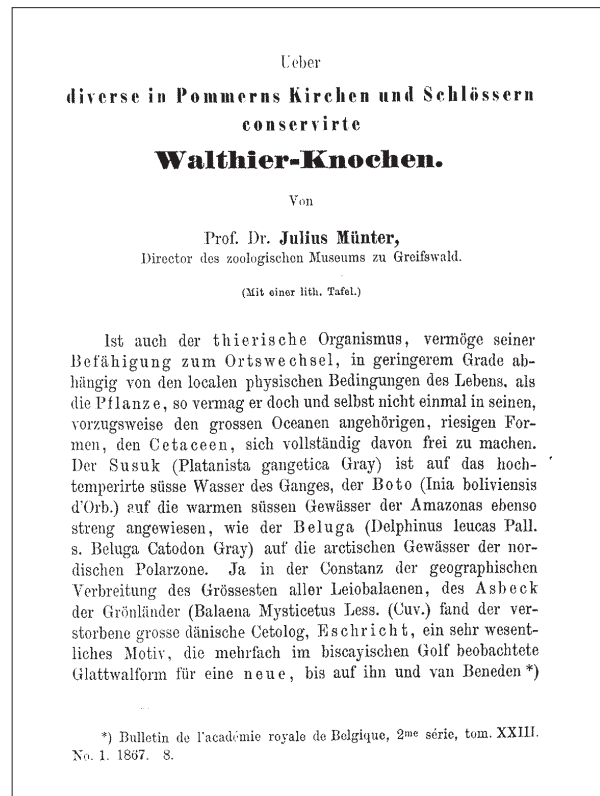 Ueber
diverse in Pommerns Kirchen und Schlössern
conservirte
Walthier-Knochen.
Von
Prof. Dr. Julius Münter,
Director des zoologischen Museums zu Greifswald.
(Mit einer lith. Tafel.)
Ist auch der thierische Organismus, vermöge seiner
Befähigung zum Ortswechsel, in geringerem Grade ab-
hängig von den localen physischen Bedingungen des Lebens, als
die Pflanze, so vermag er doch und selbst nicht einmal in seinen,
vorzugsweise den grossen Oceanen angehörigen, riesigen For-
men, den Cetaceen, sich vollständig davon frei zu machen.
Der Susuk (Platanista gangetica Gray) ist auf das hoch-
temperirte süsse Wasser des Ganges, der Boto (Inia boliviensis
d'Orb.) auf die warmen süssen Gewässer der Amazonas ebenso
streng angewiesen, wie der Beluga (Delphinus leucas Pall.
s. Beluga Catodon Gray) auf die arctischen Gewässer der nor-
dischen Polarzone. Ja in der Constanz der geographischen
Verbreitung des Grössesten aller Leiobalaenen, des Asbeck
der Grönländer (Balaena Mysticetus Less. (Cuv.) fand der ver-
storbene grosse dänische Cetolog, Eschricht, ein sehr wesent-
liches Motiv, die mehrfach im biscayischen Golf beobachtete
Glattwalform für eine neue, bis auf ihn und van Beneden *)
*) Bulletin de l'académie royale de Belgique, 2me série, tom. XXIII.
No. 1. 1867. 8.